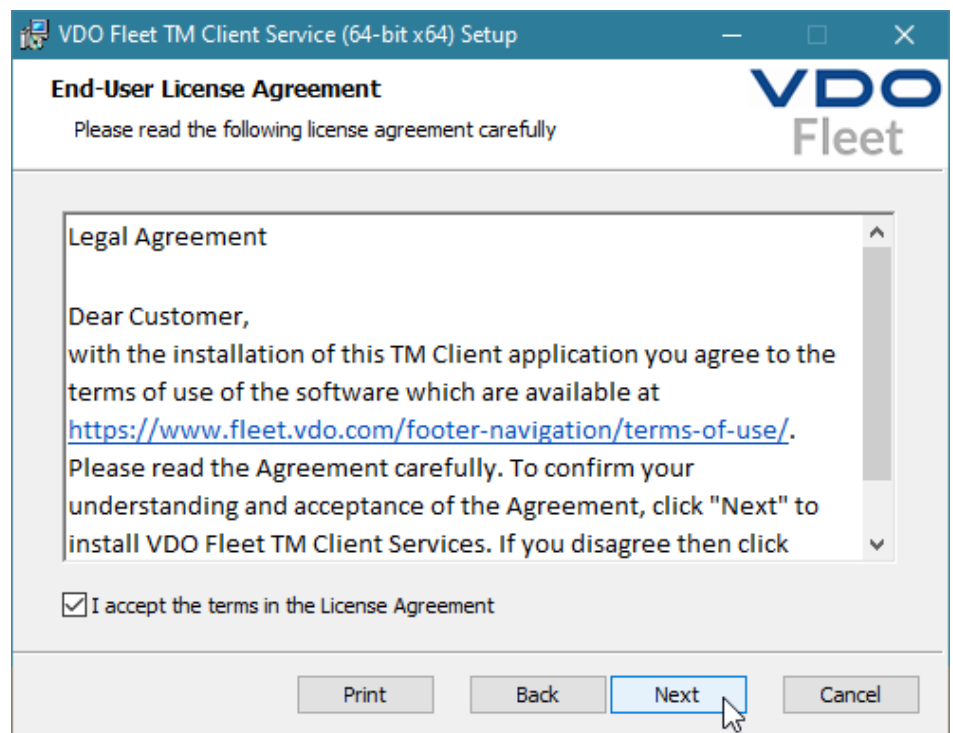 VDO Fleet TM Client Service (64-bit x64) Setup
End-User License Agreement
Please read the following license agreement carefully
VDO
Fleet
Legal Agreement
Dear Customer,
with the installation of this TM Client application you agree to the
terms of use of the software which are available at
https://www.fleet.vdo.com/footer-navigation/terms-of-use/.
Please read the Agreement carefully. To confirm your
understanding and acceptance of the Agreement, click "Next" to
install VDO Fleet TM Client Services. If you disagree then click
I accept the terms in the License Agreement
Print Back Next Cancel